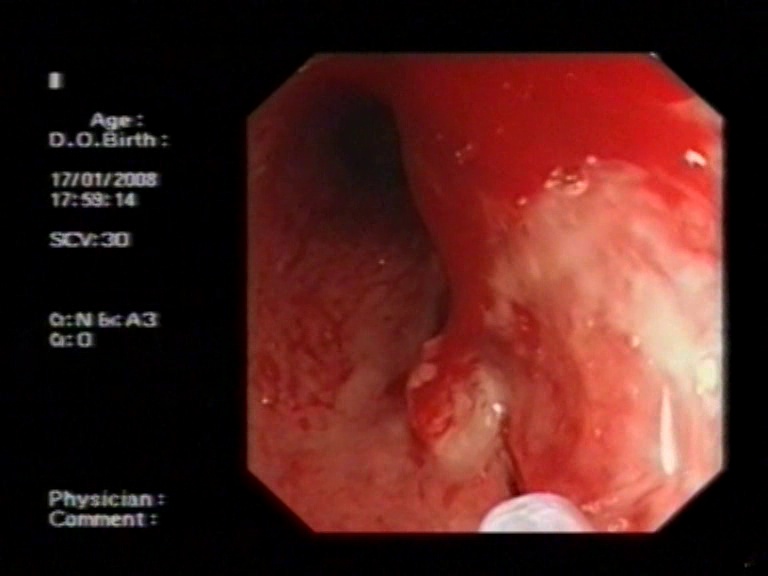 Age:
D.O.Birth:
17/01/2008
17:59:14
SCV:30
Physician:
Comment: